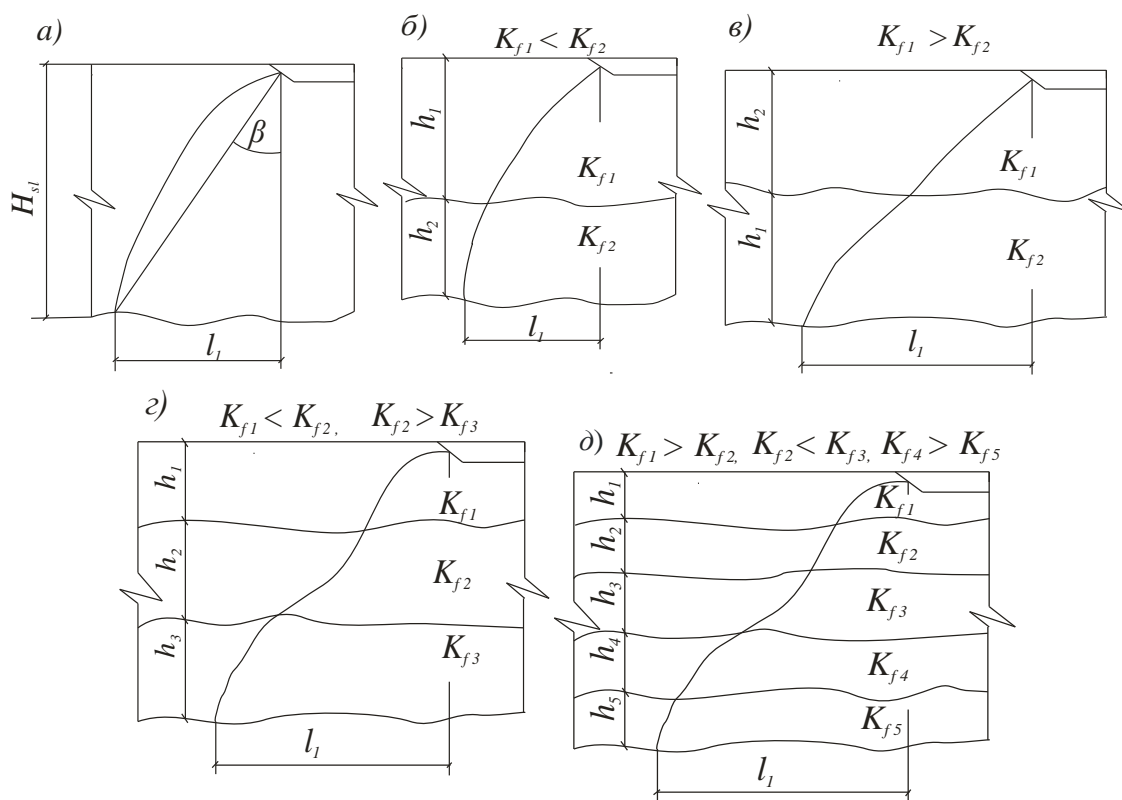 а)
β
H_sl
l_1
б)
K_f1 < K_f2
h_1
K_f1
h_2
K_f2
l_1
в)
K_f1 > K_f2
h_2
K_f1
h_1
K_f2
l_1
г)
K_f1 < K_f2, K_f2 > K_f3
h_1
K_f1
h_2
K_f2
h_3
K_f3
l_1
д) K_f1 > K_f2, K_f2 < K_f3, K_f4 > K_f5
h_1
K_f1
h_2
K_f2
h_3
K_f3
h_4
K_f4
h_5
K_f5
l_1